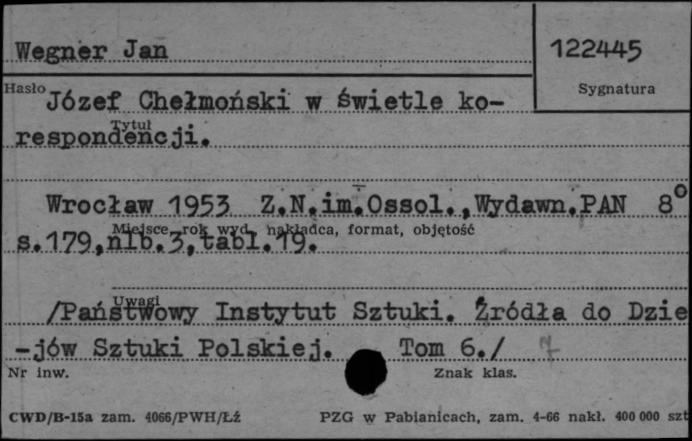 Wegner Jan
122445
Hasło
Sygnatura
Józef Chełmoński w świetle ko-
Tytuł
respondencji.
Wrocław 1953 Z.N.im.Ossol.,Wydawn.PAN 8°
Miejsce, rok wyd., nakładca, format, objętość
s.179,nlb.3,tabl.19.
Uwagi
/Państwowy Instytut Sztuki. Źródła do Dzie
-jów Sztuki Polskiej. Tom 6./ 7
Nr inw.
Znak klas.
CWD/B-15a zam. 4066/PWH/Łź
PZG w Pabianicach, zam. 4-66 nakł. 400 000 szt